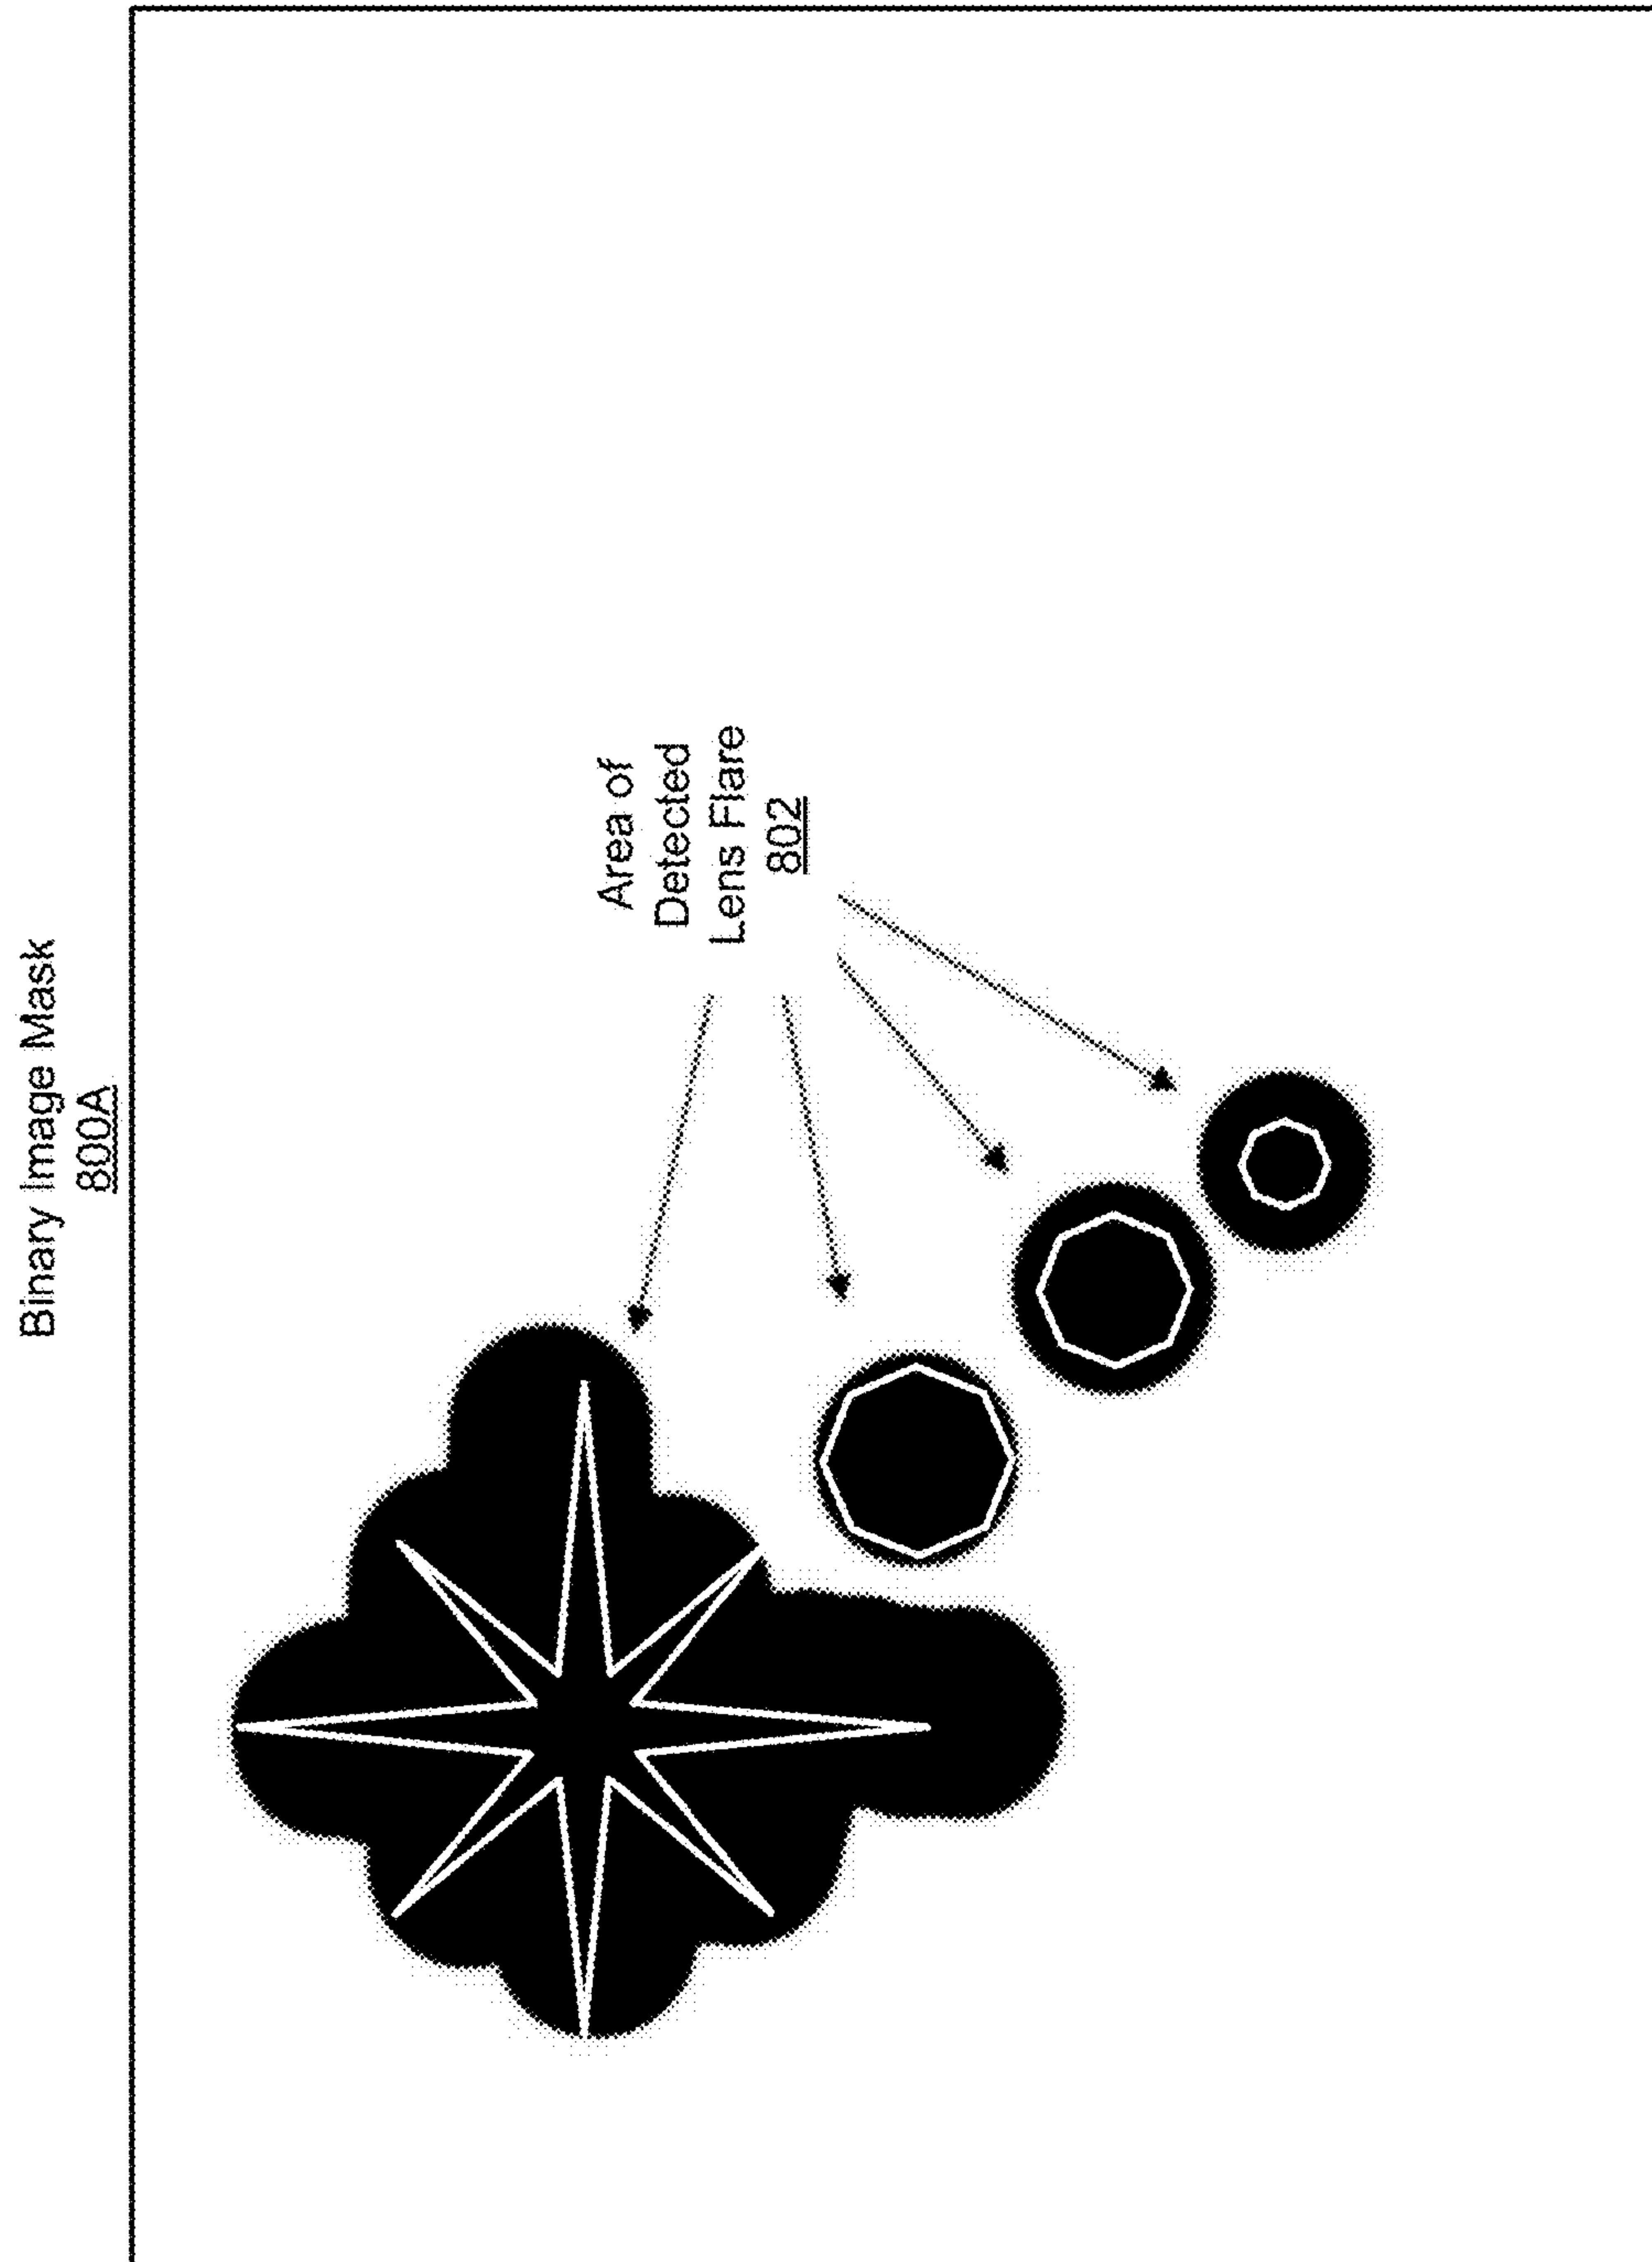 Binary Image Mask
800A
Area of
Detected
Lens Flare
802